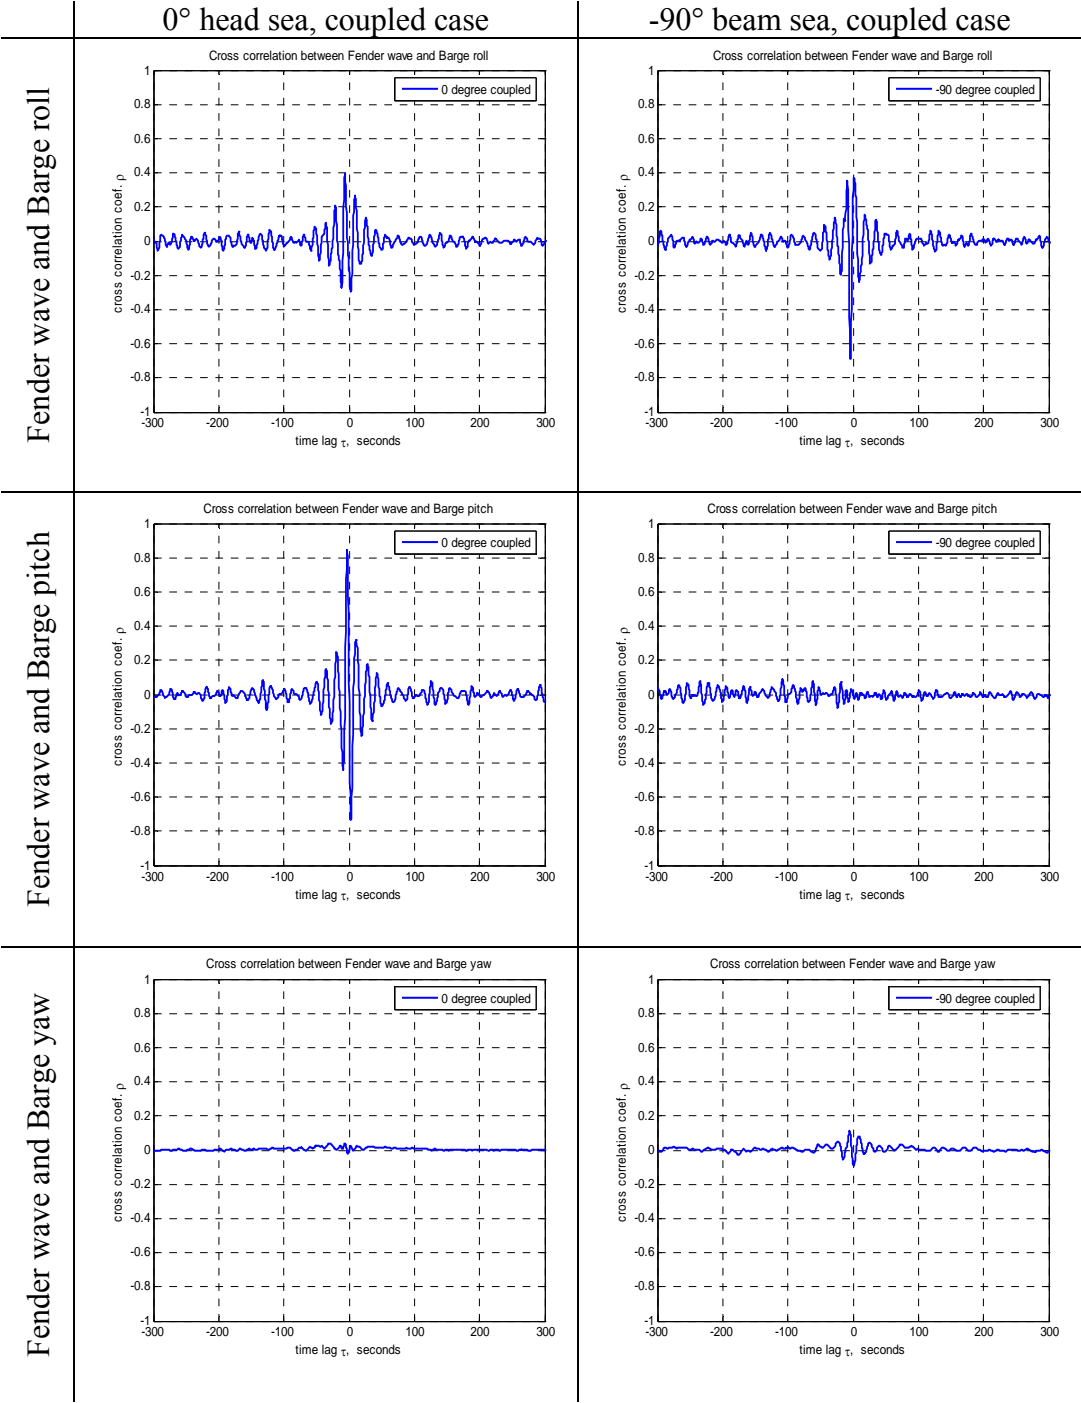 0° head sea, coupled case
-90° beam sea, coupled case
Fender wave and Barge roll
Cross correlation between Fender wave and Barge roll
0 degree coupled
1
0.8
0.6
0.4
0.2
0
-0.2
-0.4
-0.6
-0.8
-1
cross correlation coef. ρ
-300 -200 -100 0 100 200 300
time lag τ, seconds
Cross correlation between Fender wave and Barge roll
-90 degree coupled
1
0.8
0.6
0.4
0.2
0
-0.2
-0.4
-0.6
-0.8
-1
cross correlation coef. ρ
-300 -200 -100 0 100 200 300
time lag τ, seconds
Fender wave and Barge pitch
Cross correlation between Fender wave and Barge pitch
0 degree coupled
1
0.8
0.6
0.4
0.2
0
-0.2
-0.4
-0.6
-0.8
-1
cross correlation coef. ρ
-300 -200 -100 0 100 200 300
time lag τ, seconds
Cross correlation between Fender wave and Barge pitch
-90 degree coupled
1
0.8
0.6
0.4
0.2
0
-0.2
-0.4
-0.6
-0.8
-1
cross correlation coef. ρ
-300 -200 -100 0 100 200 300
time lag τ, seconds
Fender wave and Barge yaw
Cross correlation between Fender wave and Barge yaw
0 degree coupled
1
0.8
0.6
0.4
0.2
0
-0.2
-0.4
-0.6
-0.8
-1
cross correlation coef. ρ
-300 -200 -100 0 100 200 300
time lag τ, seconds
Cross correlation between Fender wave and Barge yaw
-90 degree coupled
1
0.8
0.6
0.4
0.2
0
-0.2
-0.4
-0.6
-0.8
-1
cross correlation coef. ρ
-300 -200 -100 0 100 200 300
time lag τ, seconds